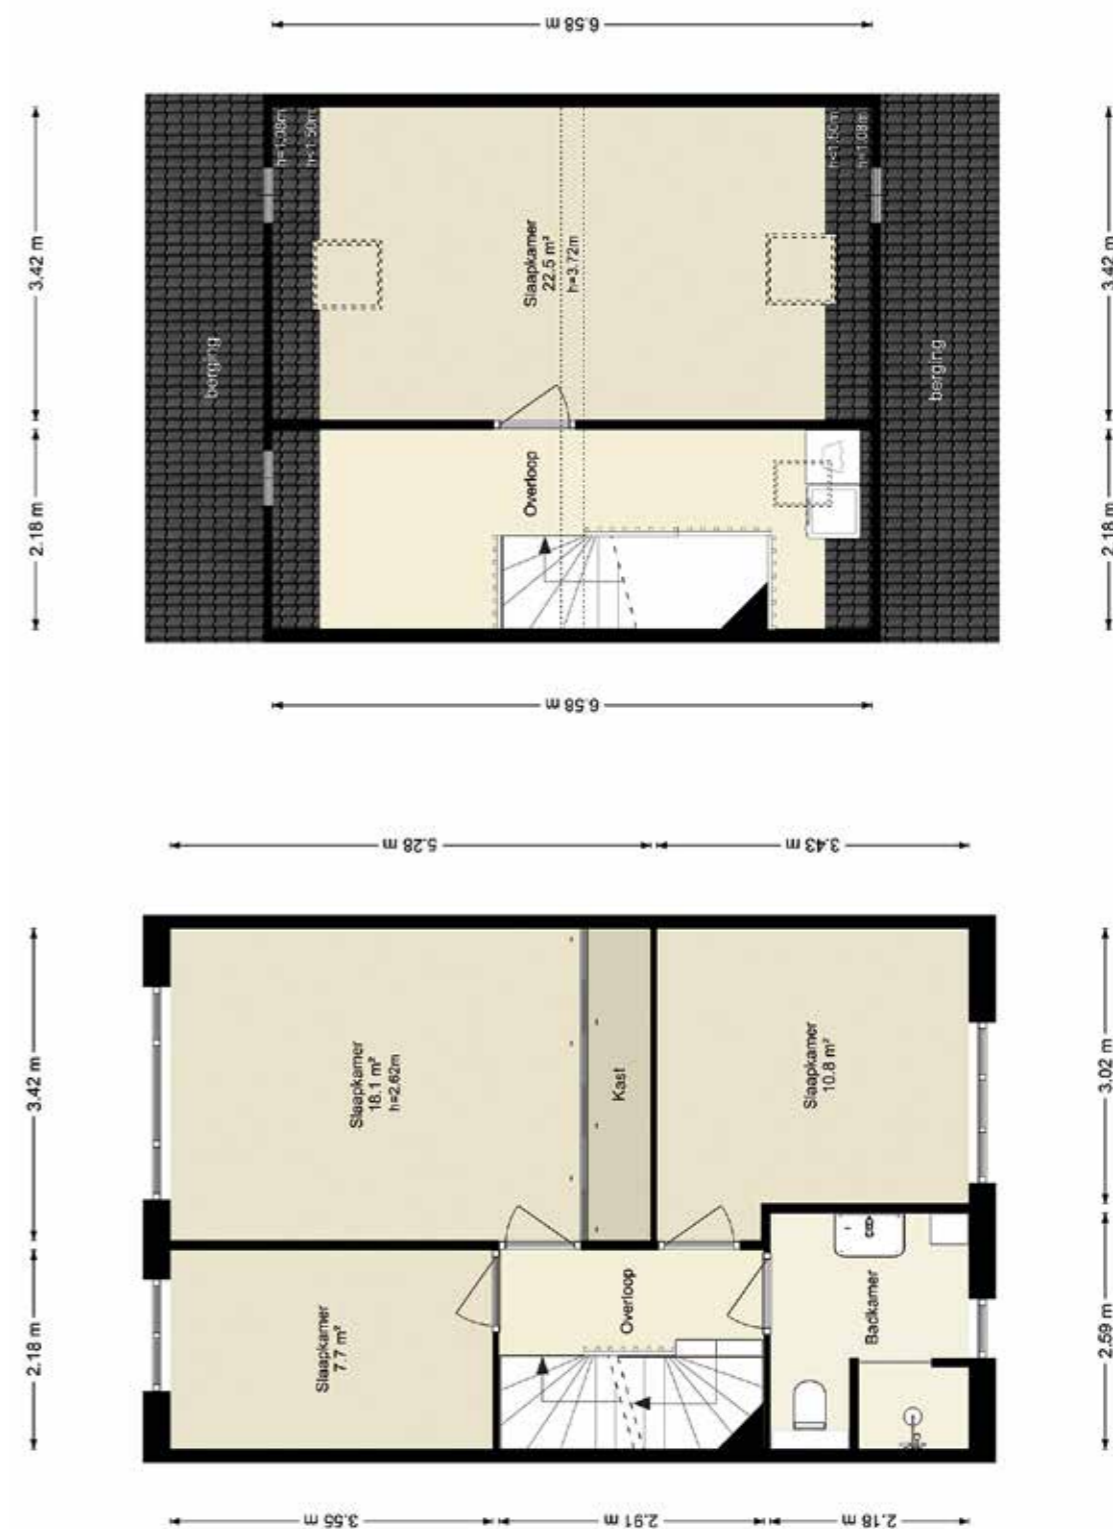 6.58 m
3.42 m
2.18 m
h=1.08m
h<1.50m
h<1.50m
h=1.08m
3.42 m
2.18 m
berging
Slaapkamer
22.5 m²
h=3.72m
Overloop
berging
6.58 m
5.28 m
3.43 m
3.42 m
2.18 m
Slaapkamer
18.1 m²
h=2.62m
Kast
Slaapkamer
10.8 m²
3.02 m
2.59 m
Slaapkamer
7.7 m²
Overloop
Badkamer
3.55 m
2.91 m
2.18 m